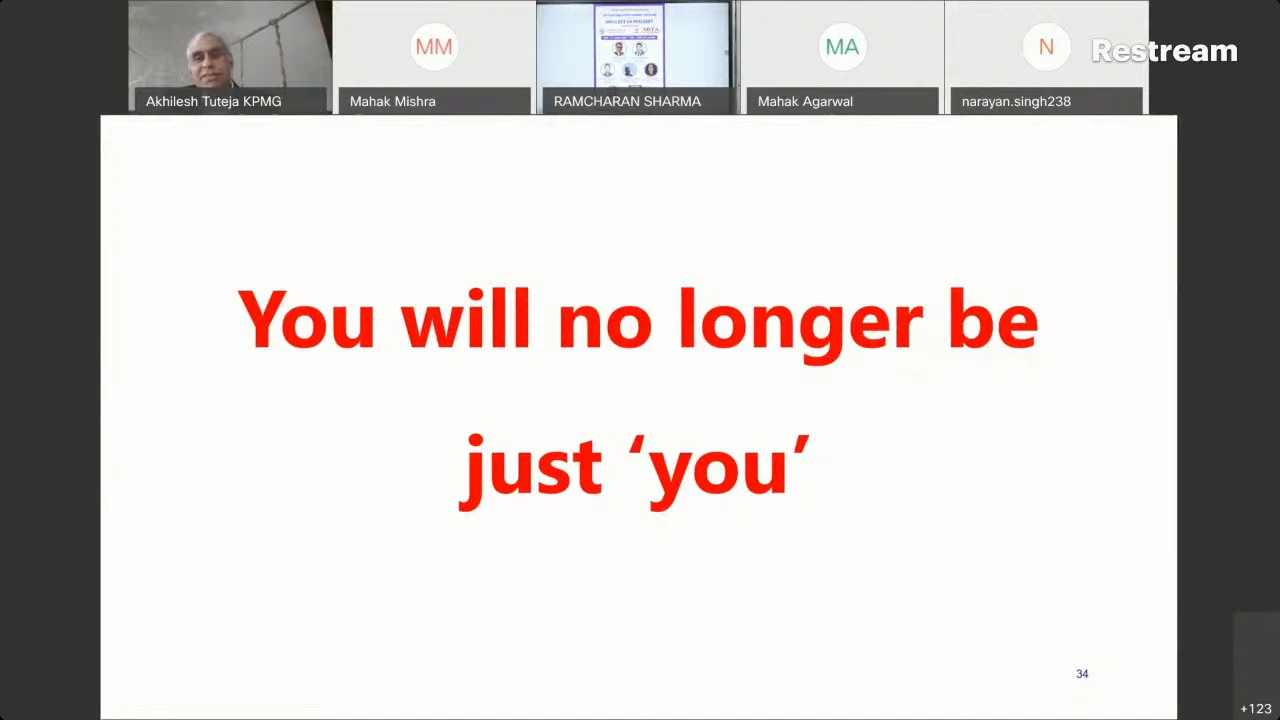 MM
MA
N
Restream
Akhilesh Tuteja KPMG
Mahak Mishra
RAMCHARAN SHARMA
Mahak Agarwal
narayan.singh238
You will no longer be
just ‘you’
34
+123